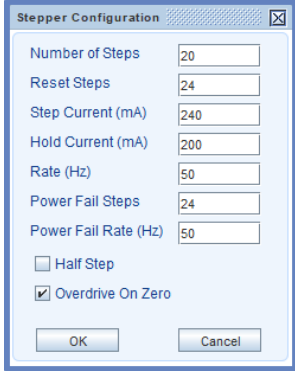 Stepper Configuration
Number of Steps 20
Reset Steps 24
Step Current (mA) 240
Hold Current (mA) 200
Rate (Hz) 50
Power Fail Steps 24
Power Fail Rate (Hz) 50
Half Step
Overdrive On Zero
OK Cancel